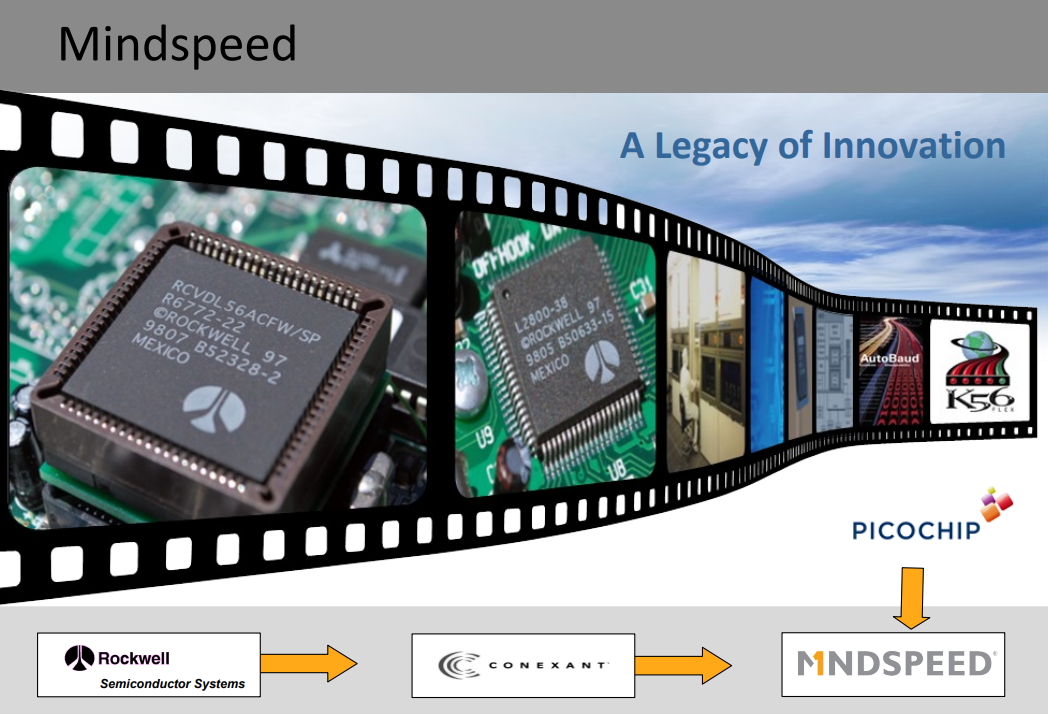 Mindspeed
A Legacy of Innovation
RCVDL56ACFW/SP
R6772-22
©ROCKWELL 97
9807 B52328-2
MEXICO
OFFHOOK
L2800-38
©ROCKWELL 97
9805 B50633-15
MEXICO
C31
U9
U8
AutoBaud
K56
FLEX
PICOCHIP
Rockwell
Semiconductor Systems
CONEXANT
MINDSPEED®